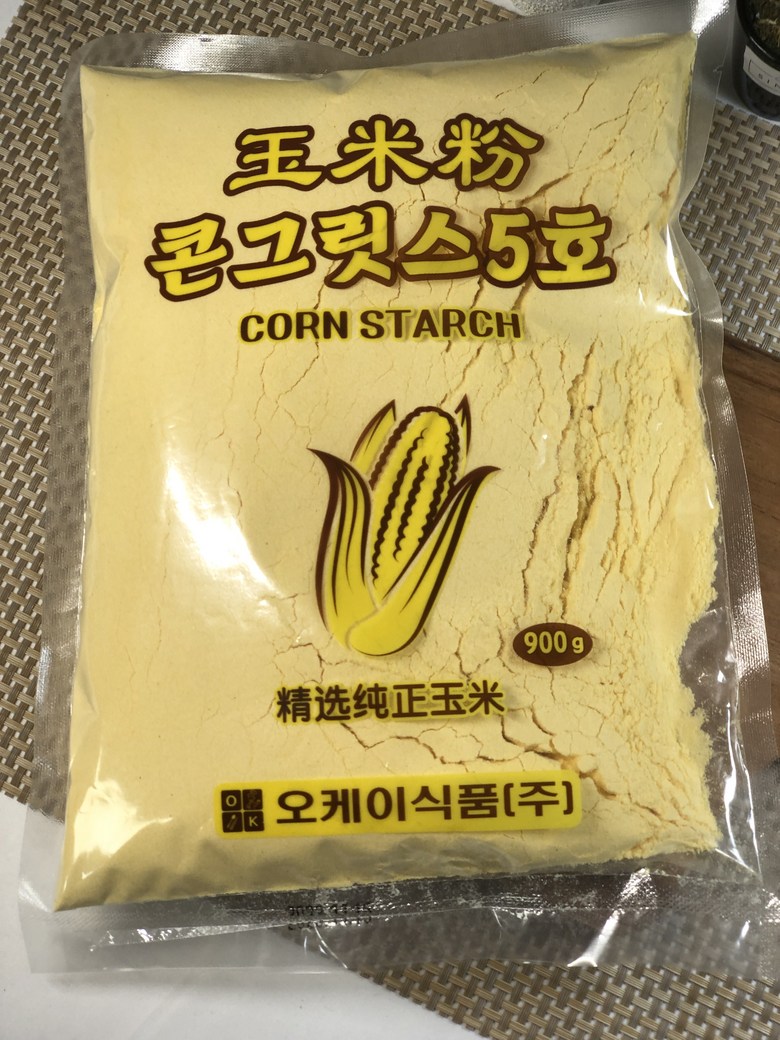 玉米粉
콘그릿스5호
CORN STARCH
900g
精选纯正玉米
OK 오케이식품(주)